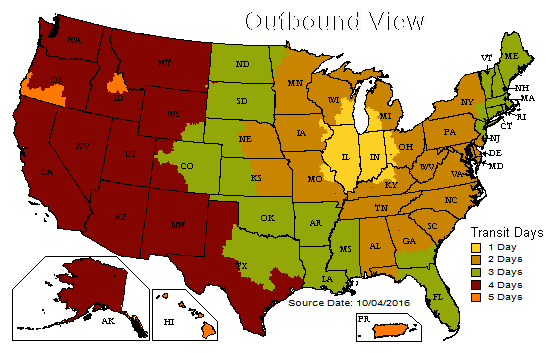 Outbound View
WA
MT
ND
MN
VT
ME
OR
ID
SD
WI
MI
NY
NH
MA
WY
RI
CT
NV
UT
NE
IA
PA
NJ
CO
IL
IN
OH
DE
MD
CA
KS
MO
KY
WV
VA
AZ
NM
OK
AR
TN
NC
SC
TX
LA
MS
AL
GA
FL
Transit Days
1 Day
2 Days
3 Days
4 Days
5 Days
Source Date: 10/04/2016
AK
HI
PR